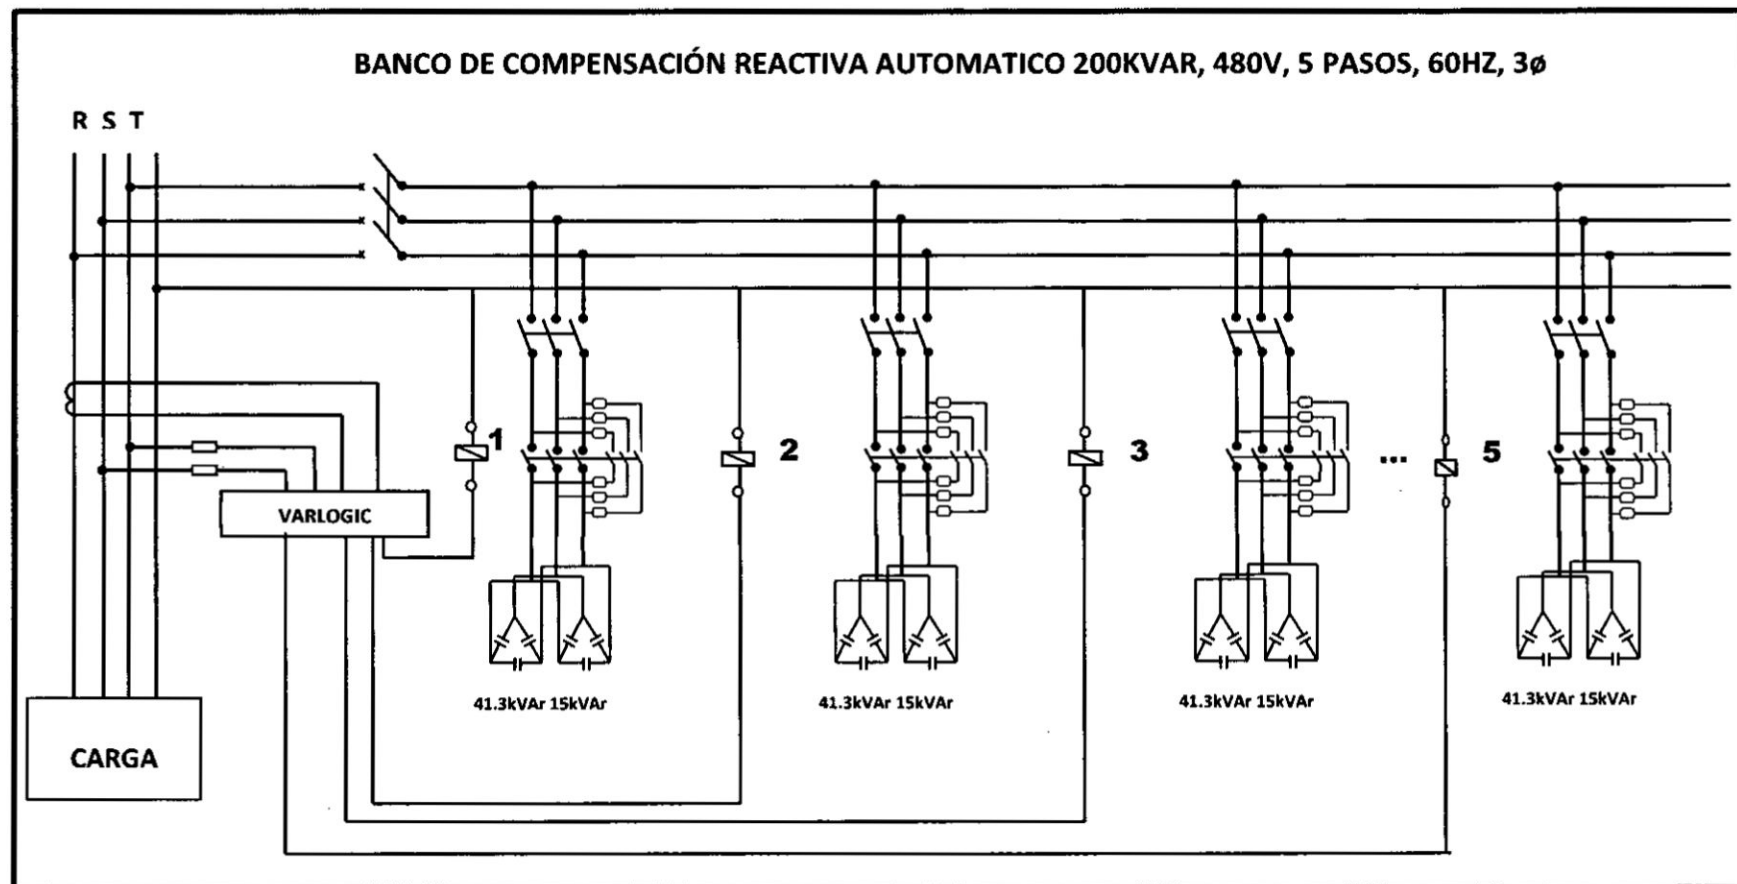 BANCO DE COMPENSACIÓN REACTIVA AUTOMATICO 200KVAR, 480V, 5 PASOS, 60HZ, 3ø
R S T
1
2
3
...
5
VARLOGIC
41.3kVAr 15kVAr
41.3kVAr 15kVAr
41.3kVAr 15kVAr
41.3kVAr 15kVAr
CARGA